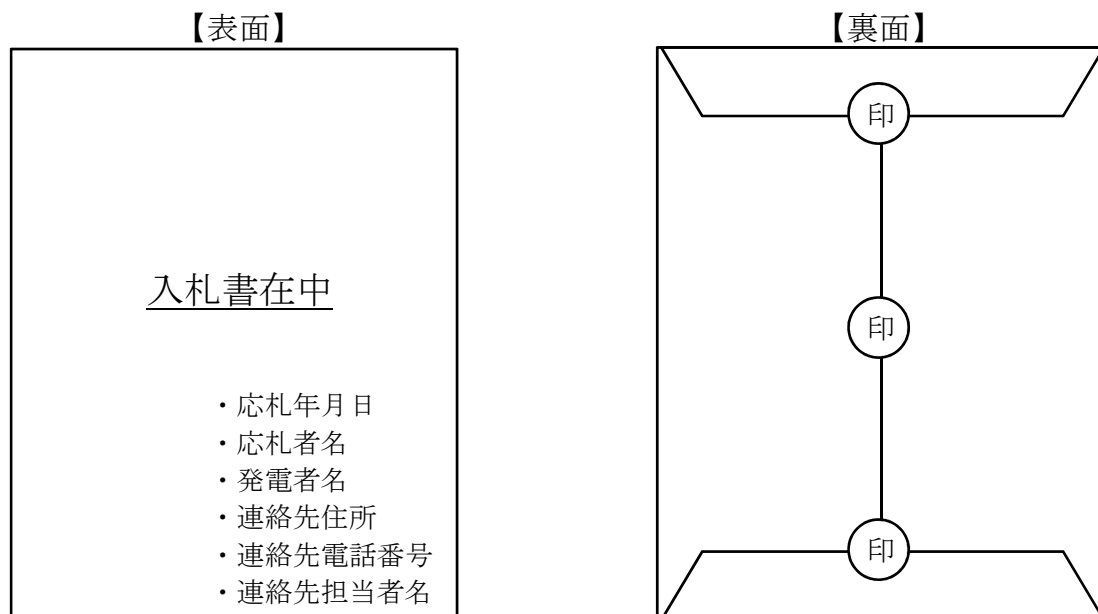 【表面】
入札書在中
・応札年月日
・応札者名
・発電者名
・連絡先住所
・連絡先電話番号
・連絡先担当者名
【裏面】
印
印
印